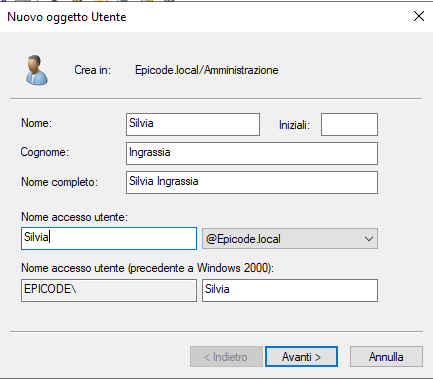 Nuovo oggetto Utente
Crea in: Epicode.local/Amministrazione
Nome: Silvia Iniziali:
Cognome: Ingrassia
Nome completo: Silvia Ingrassia
Nome accesso utente:
Silvia @Epicode.local
Nome accesso utente (precedente a Windows 2000):
EPICODE\ Silvia
< Indietro Avanti > Annulla